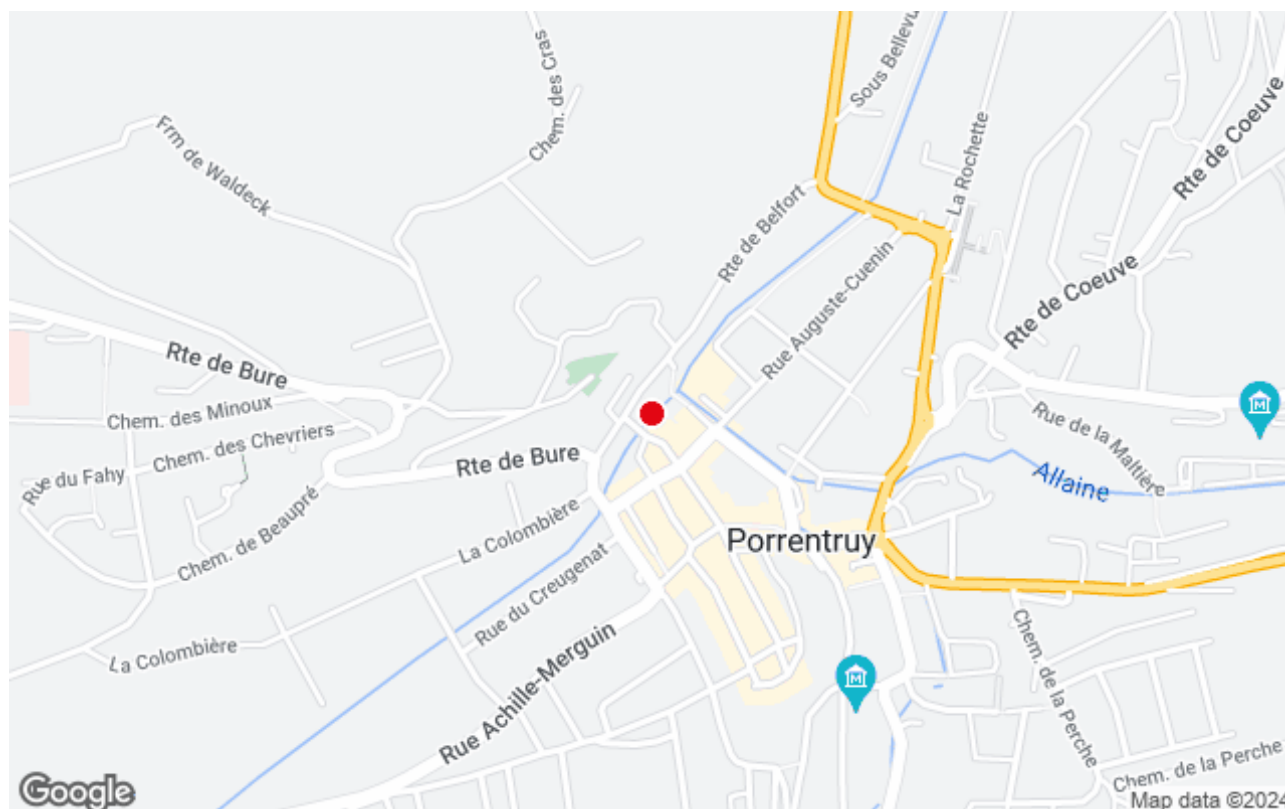 Chem. des Cras
Sous Bellevu
Frm de Waldeck
Rte de Belfort
La Rochette
Rte de Coeuve
Rue Auguste-Cuenin
Rte de Coeuve
Rte de Bure
Chem. des Minoux
Chem. des Chevriers
Rue du Fahy
Rte de Bure
Rue de la Maltière
M
Allaine
Chem. de Beaupré
La Colombière
Porrentruy
Rue du Creugenat
La Colombière
Rue Achille-Merguin
M
Chem. de la Perche
Chem. de la Perche
Google
Map data ©2024